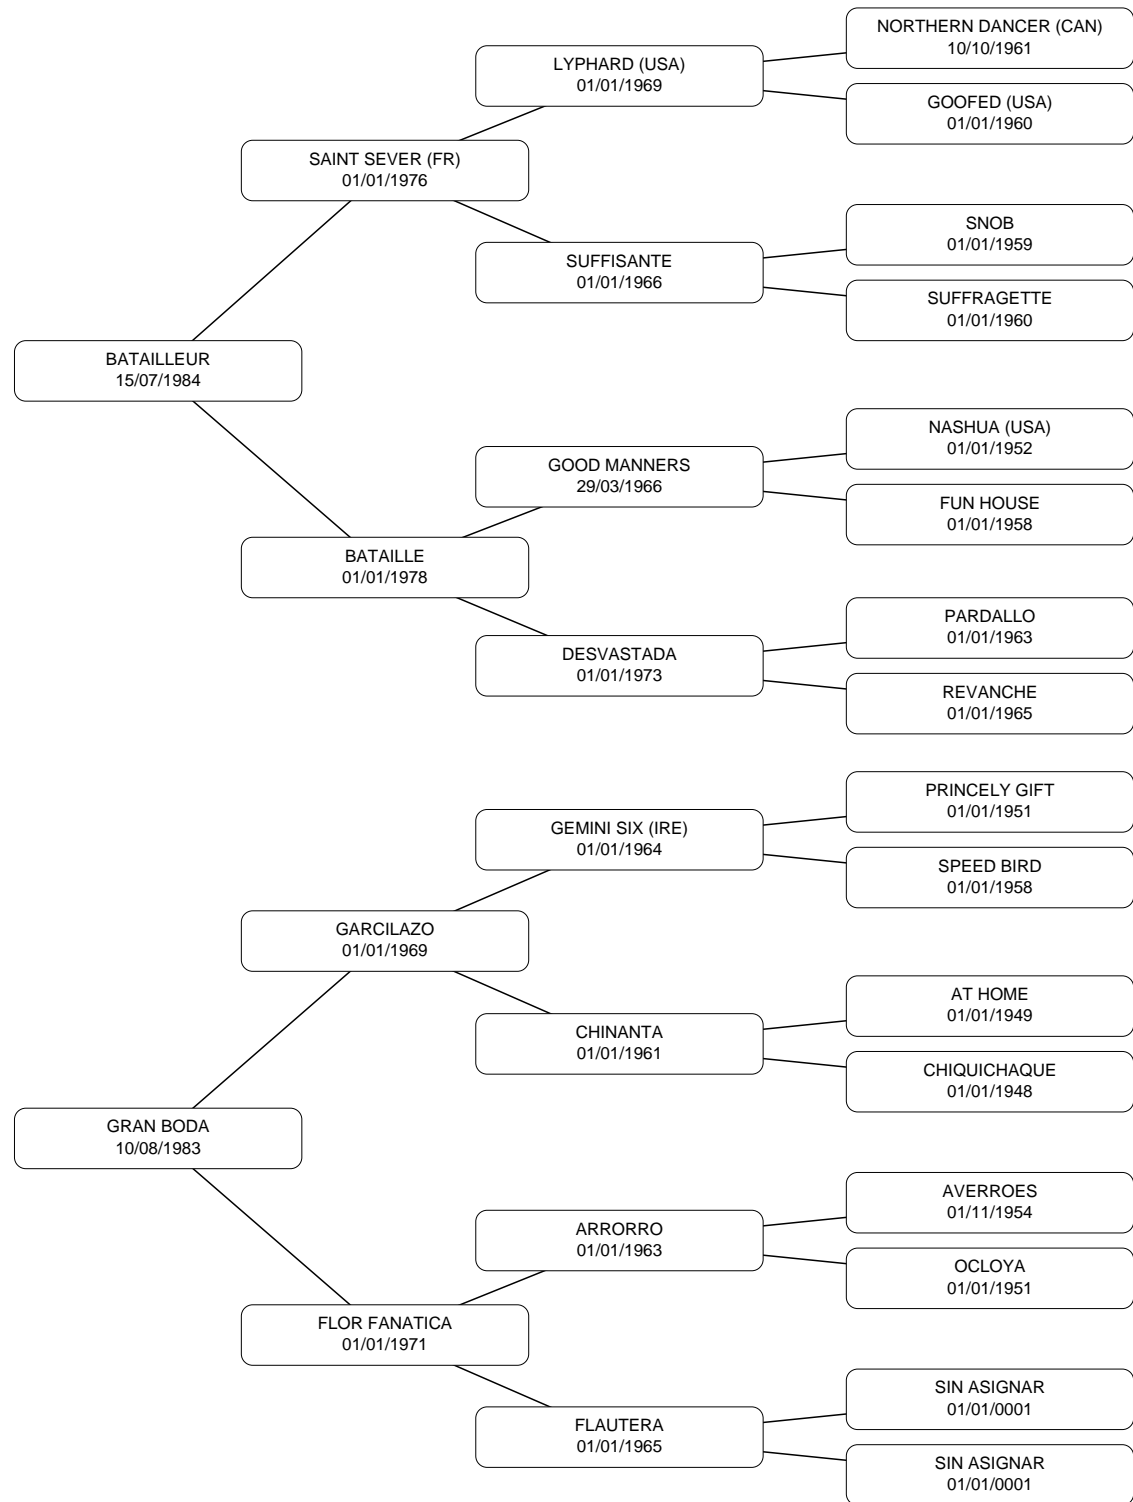 NORTHERN DANCER (CAN)
10/10/1961
LYPHARD (USA)
01/01/1969
GOOFED (USA)
01/01/1960
SAINT SEVER (FR)
01/01/1976
SNOB
01/01/1959
SUFFISANTE
01/01/1966
SUFFRAGETTE
01/01/1960
BATAILLEUR
15/07/1984
NASHUA (USA)
01/01/1952
GOOD MANNERS
29/03/1966
FUN HOUSE
01/01/1958
BATAILLE
01/01/1978
PARDALLO
01/01/1963
DESVASTADA
01/01/1973
REVANCHE
01/01/1965
PRINCELY GIFT
01/01/1951
GEMINI SIX (IRE)
01/01/1964
SPEED BIRD
01/01/1958
GARCILAZO
01/01/1969
AT HOME
01/01/1949
CHINANTA
01/01/1961
CHIQUICHAQUE
01/01/1948
GRAN BODA
10/08/1983
AVERROES
01/11/1954
ARRORRO
01/01/1963
OCLOYA
01/01/1951
FLOR FANATICA
01/01/1971
SIN ASIGNAR
01/01/0001
FLAUTERA
01/01/1965
SIN ASIGNAR
01/01/0001